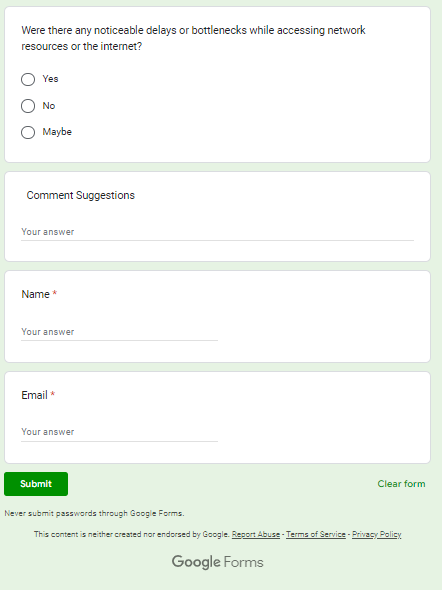 Were there any noticeable delays or bottlenecks while accessing network
resources or the internet?
Yes
No
Maybe
Comment Suggestions
Your answer
Name *
Your answer
Email *
Your answer
Submit
Clear form
Never submit passwords through Google Forms.
This content is neither created nor endorsed by Google. Report Abuse - Terms of Service - Privacy Policy
Google Forms